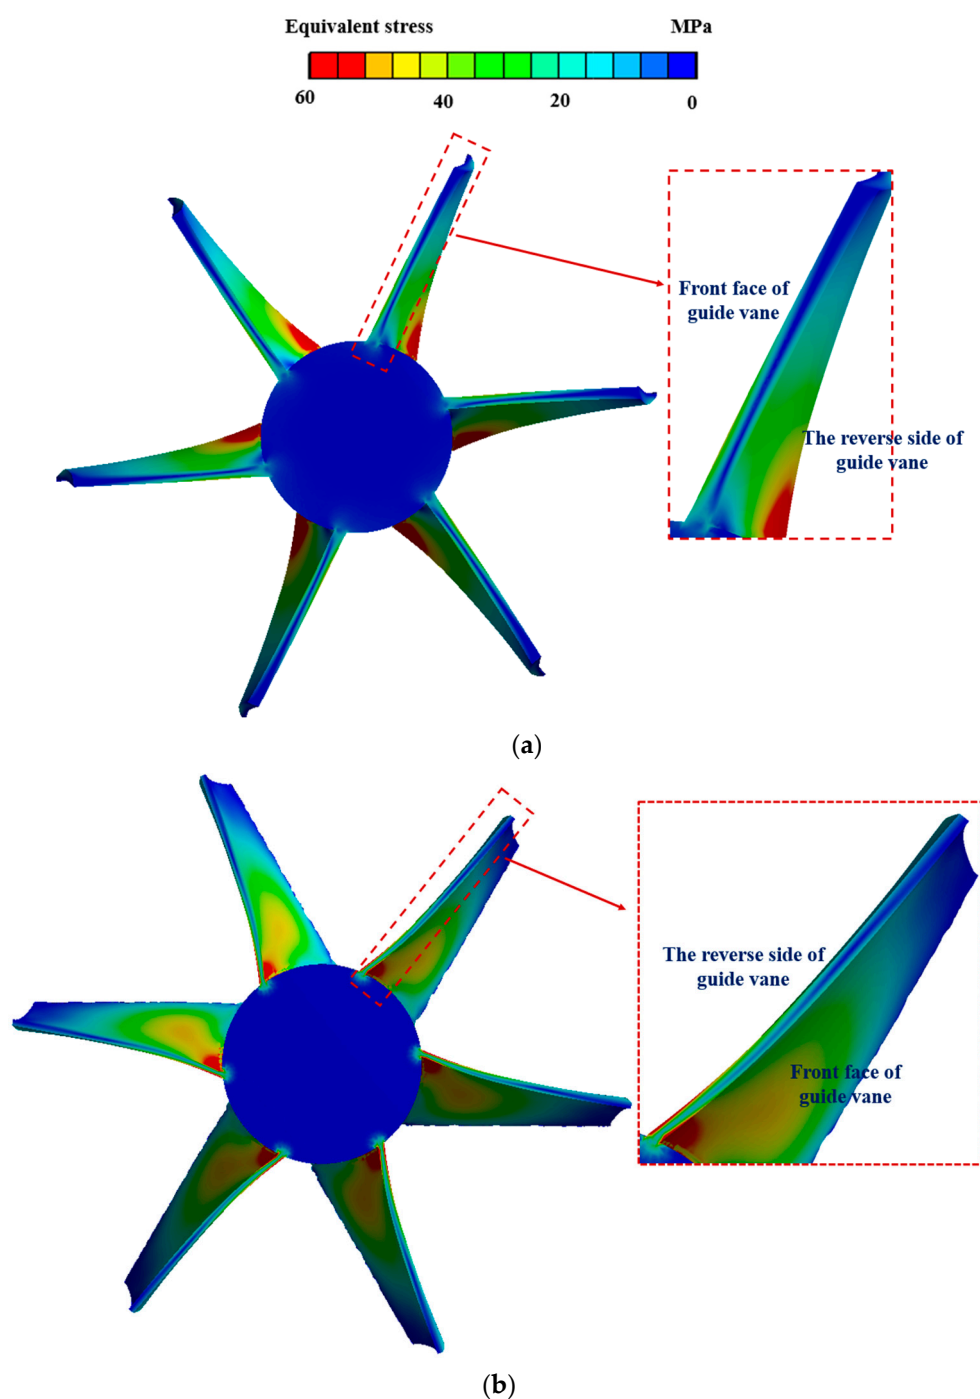 Equivalent stress MPa
60 40 20 0
Front face of
guide vane
The reverse side of
guide vane
(a)
The reverse side of
guide vane
Front face of
guide vane
(b)